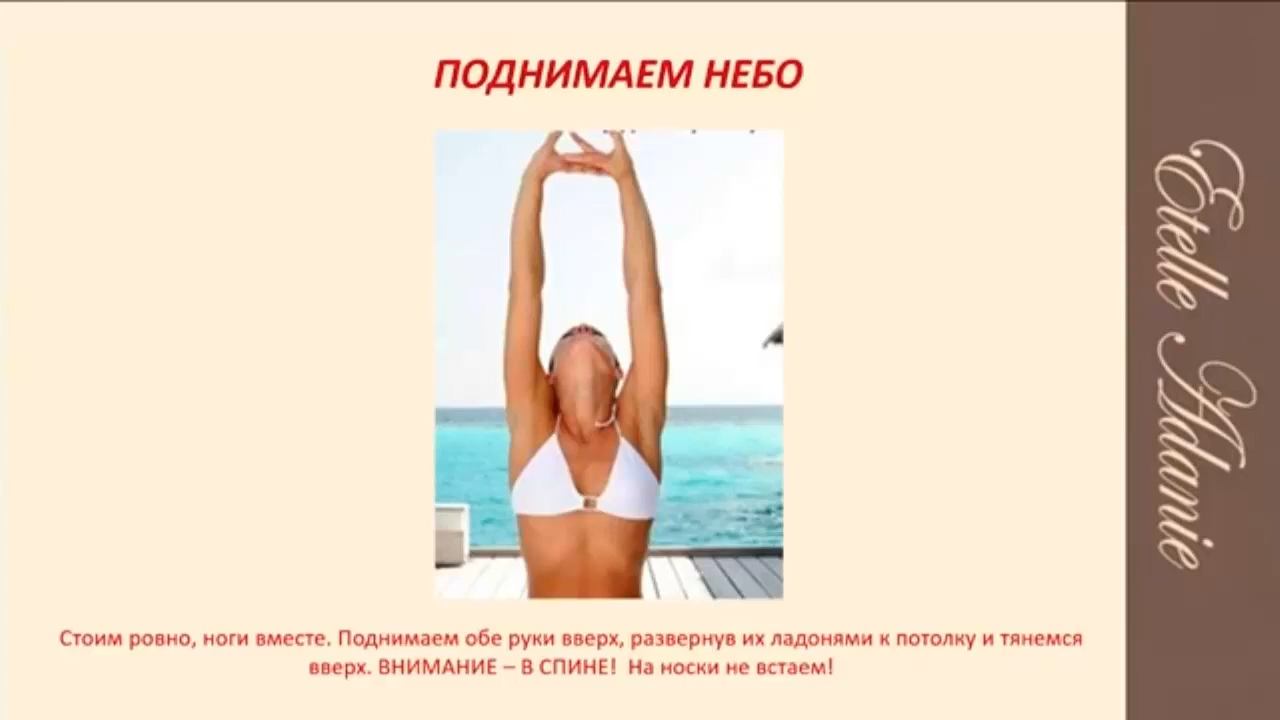 ПОДНИМАЕМ НЕБО
Стоим ровно, ноги вместе. Поднимаем обе руки вверх, развернув их ладонями к потолку и тянемся
вверх. ВНИМАНИЕ – В СПИНЕ! На носки не встаем!
Etelle Adamie